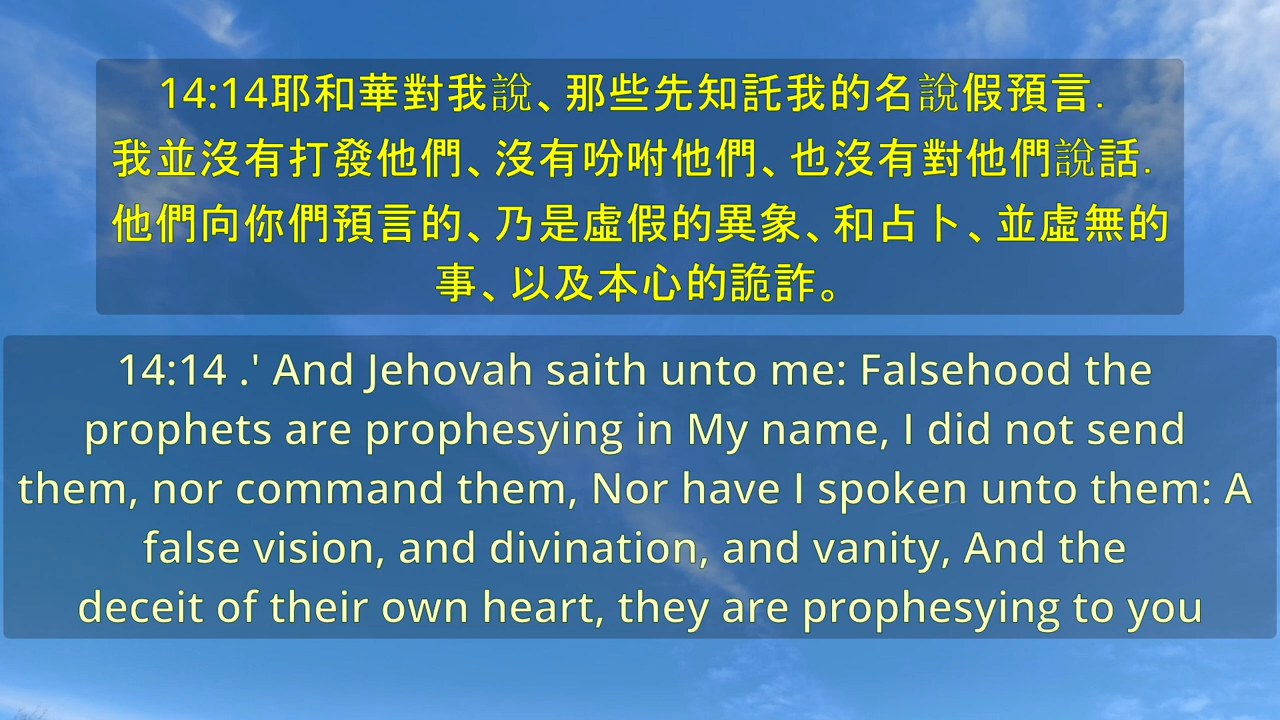 14:14耶和華對我說、那些先知託我的名說假預言.
我並沒有打發他們、沒有吩咐他們、也沒有對他們說話.
他們向你們預言的、乃是虛假的異象、和占卜、並虛無的
事、以及本心的詭詐。
14:14 .' And Jehovah saith unto me: Falsehood the
prophets are prophesying in My name, I did not send
them, nor command them, Nor have I spoken unto them: A
false vision, and divination, and vanity, And the
deceit of their own heart, they are prophesying to you